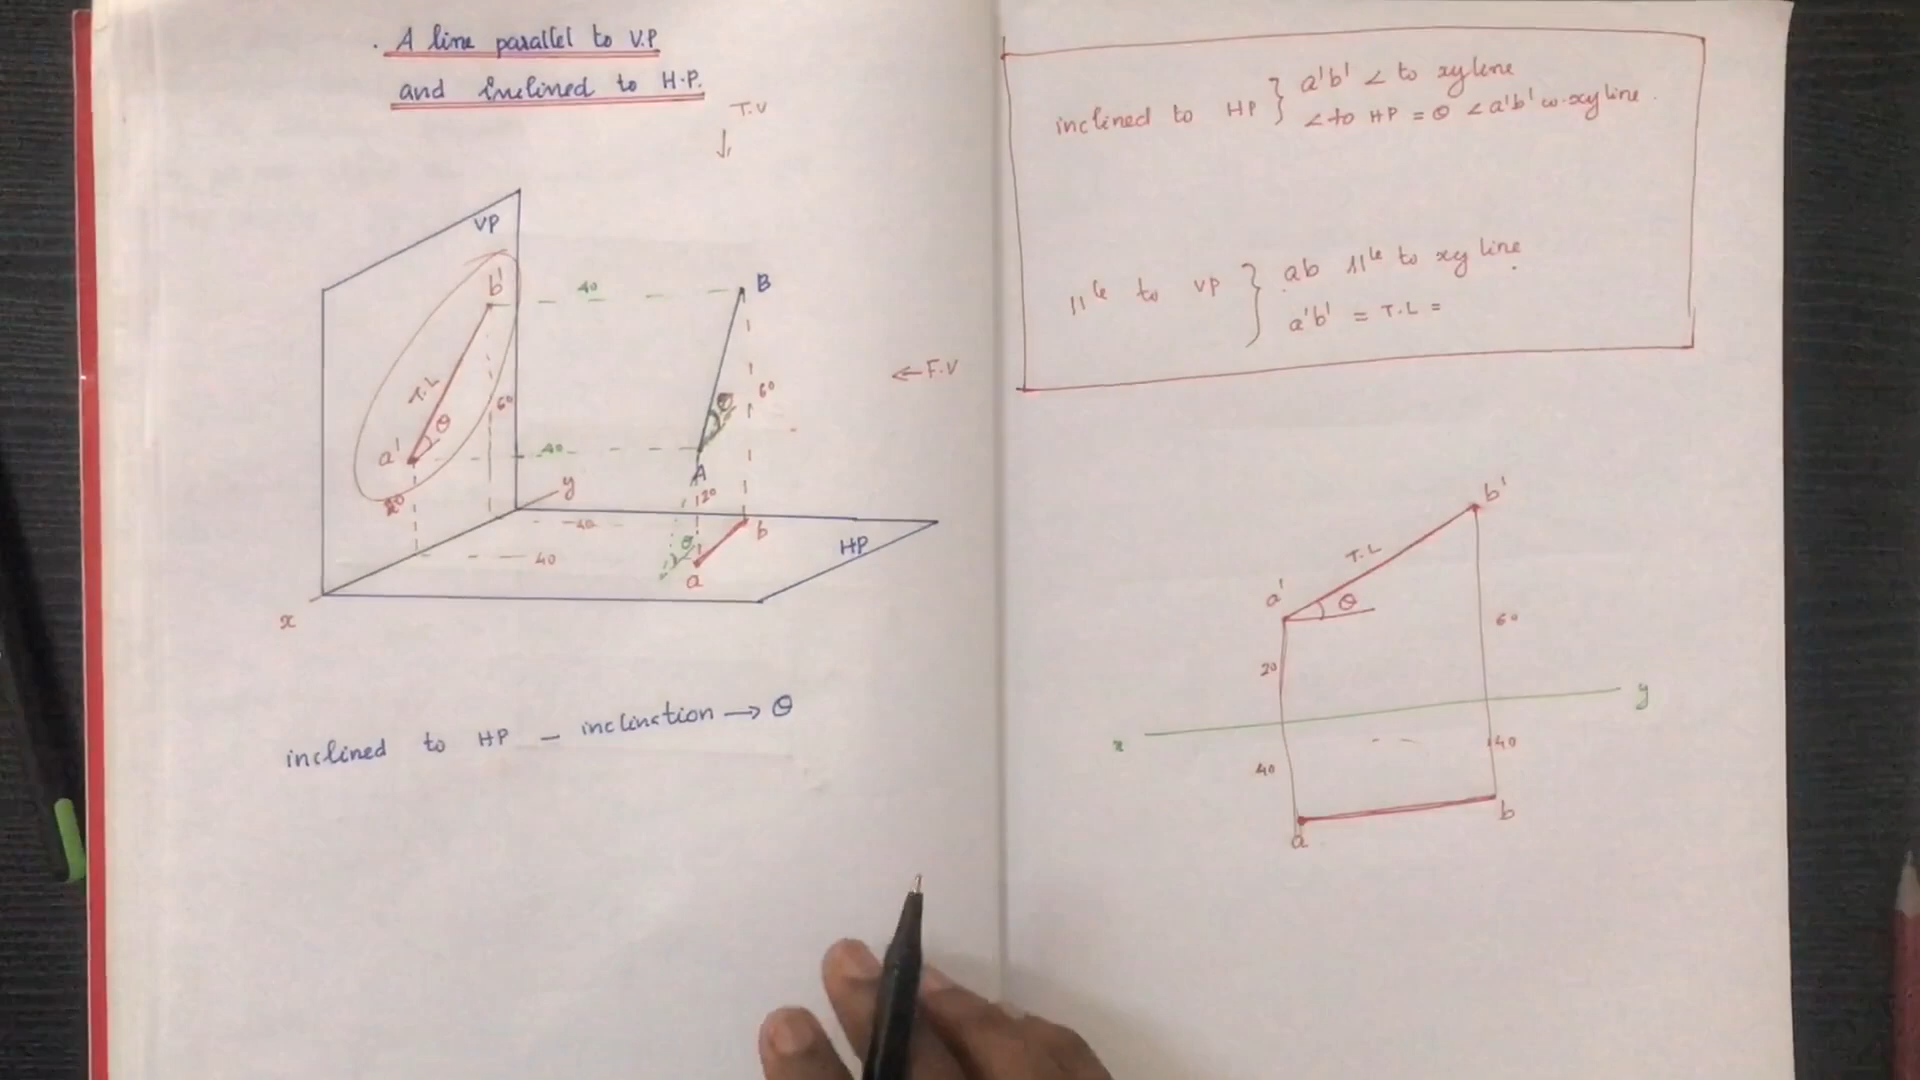 A line parallel to V.P
and inclined to H.P.
T.V
↓
VP
b'
40
B
T.L
θ
60
60
← F.V
a'
40
A
20
20
y
40
b
θ
HP
40
a
x
inclined to HP – inclination → θ
inclined to HP } a'b' ∠ to xy line
∠ to HP = θ ∠ a'b' w. xy line.
11le to VP } ab 11le to xy line.
a'b' = T.L =
b'
T.L
a'
θ
60
20
y
x
40
40
b
a